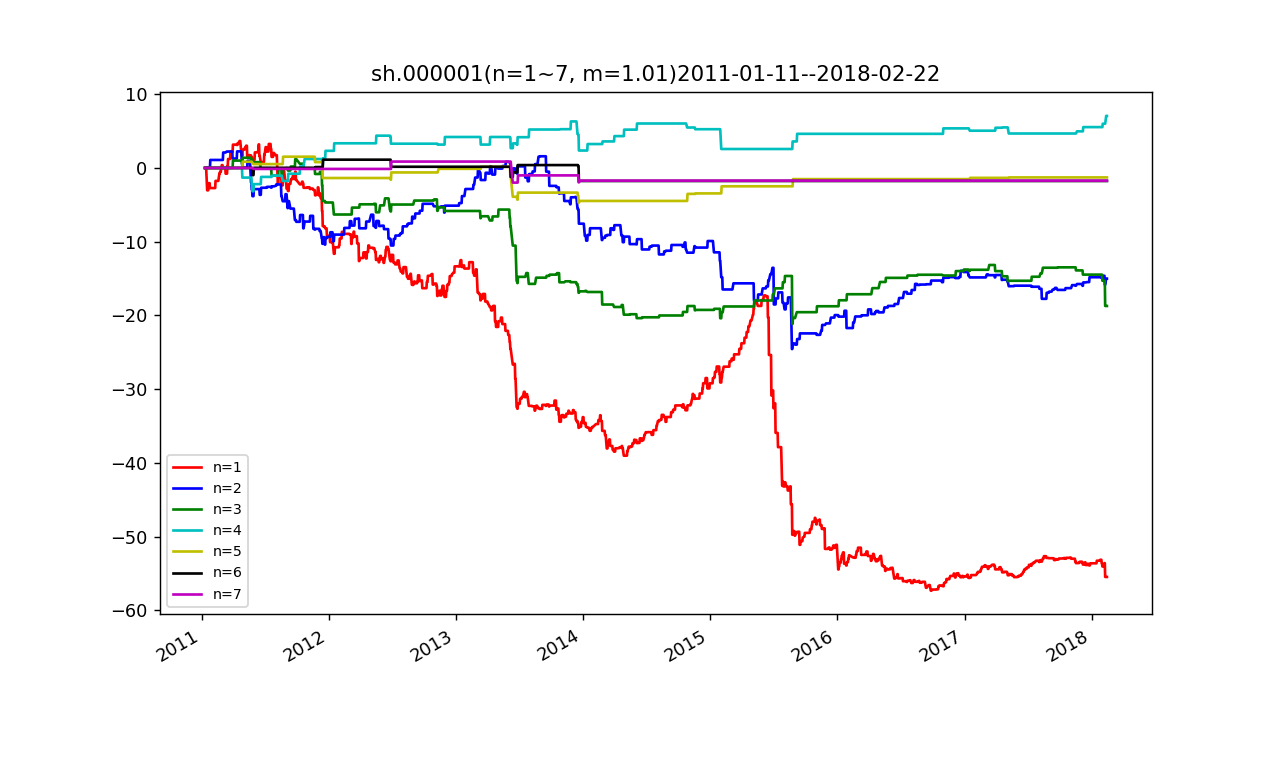 sh.000001(n=1~7, m=1.01)2011-01-11--2018-02-22
10
0
−10
−20
−30
−40
−50
−60
n=1
n=2
n=3
n=4
n=5
n=6
n=7
2011 2012 2013 2014 2015 2016 2017 2018